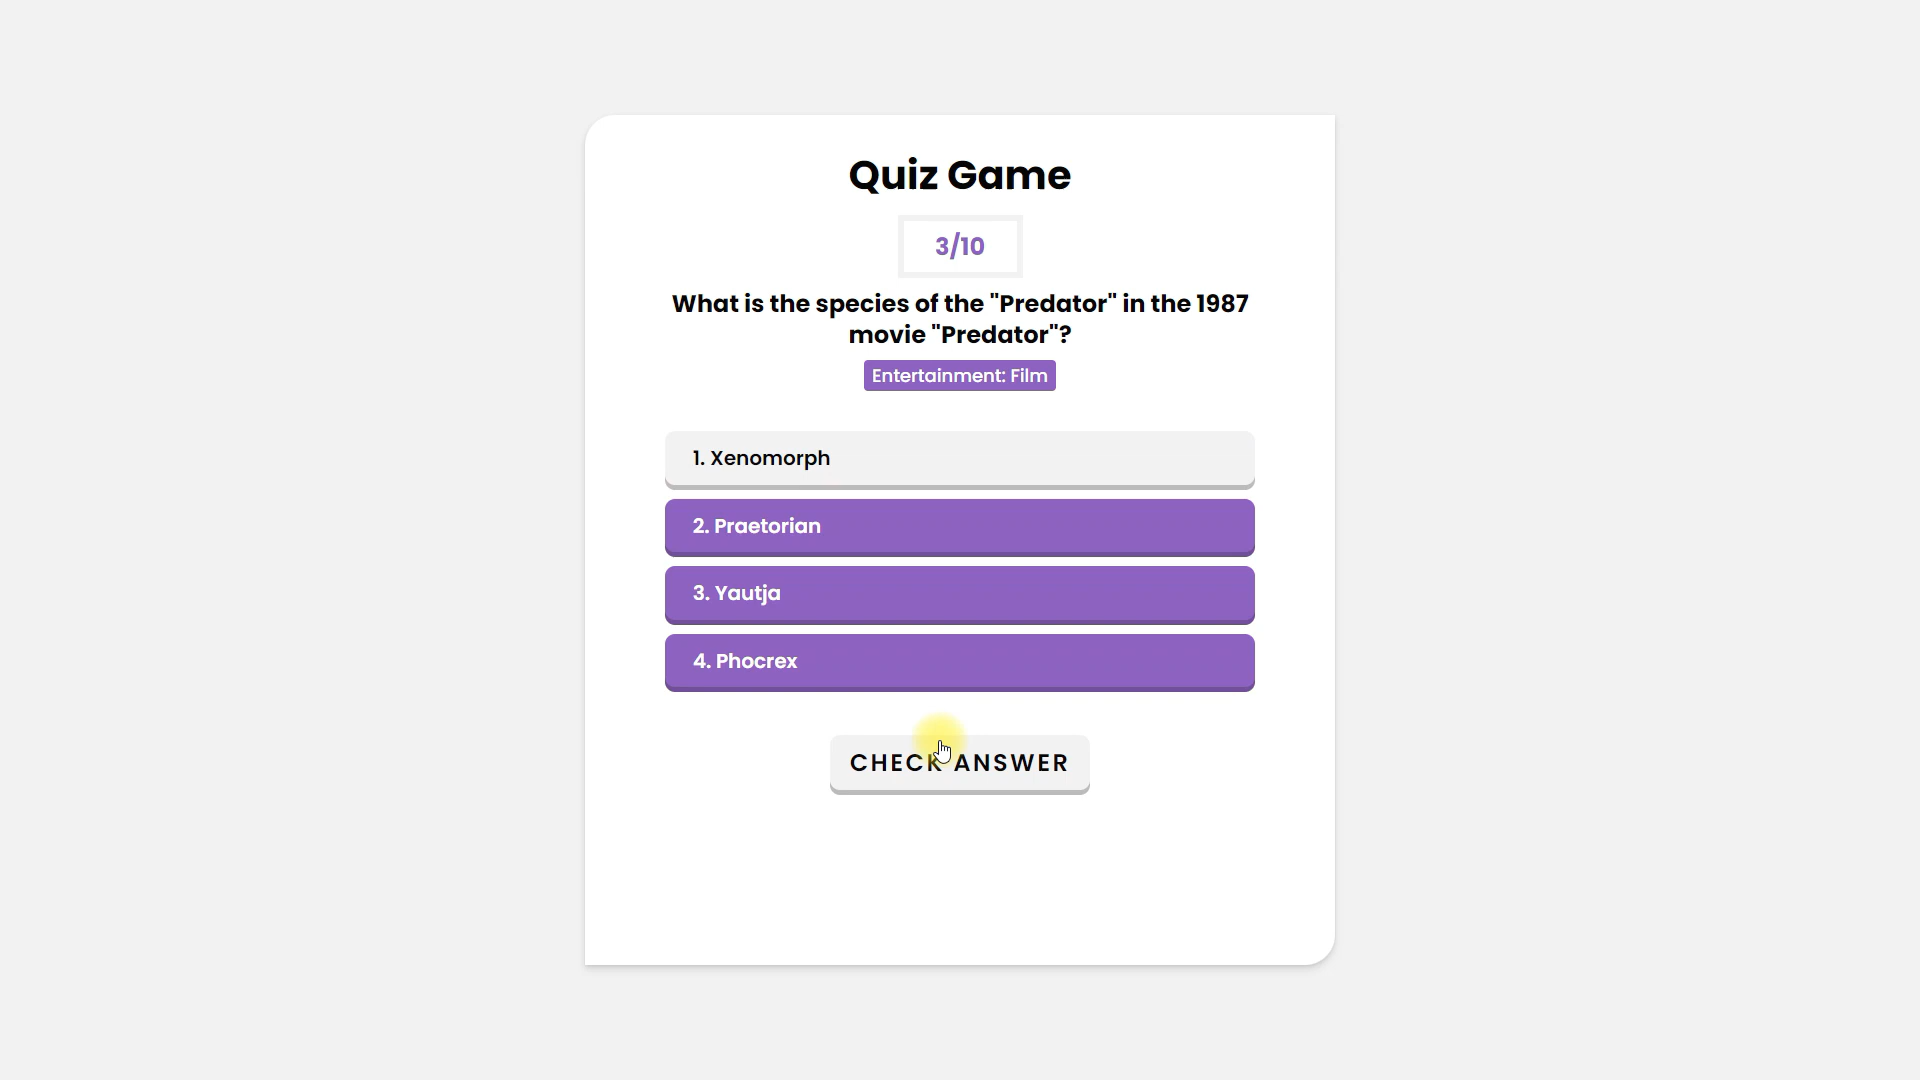 Quiz Game
3/10
What is the species of the "Predator" in the 1987
movie "Predator"?
Entertainment: Film
1. Xenomorph
2. Praetorian
3. Yautja
4. Phocrex
CHECK ANSWER